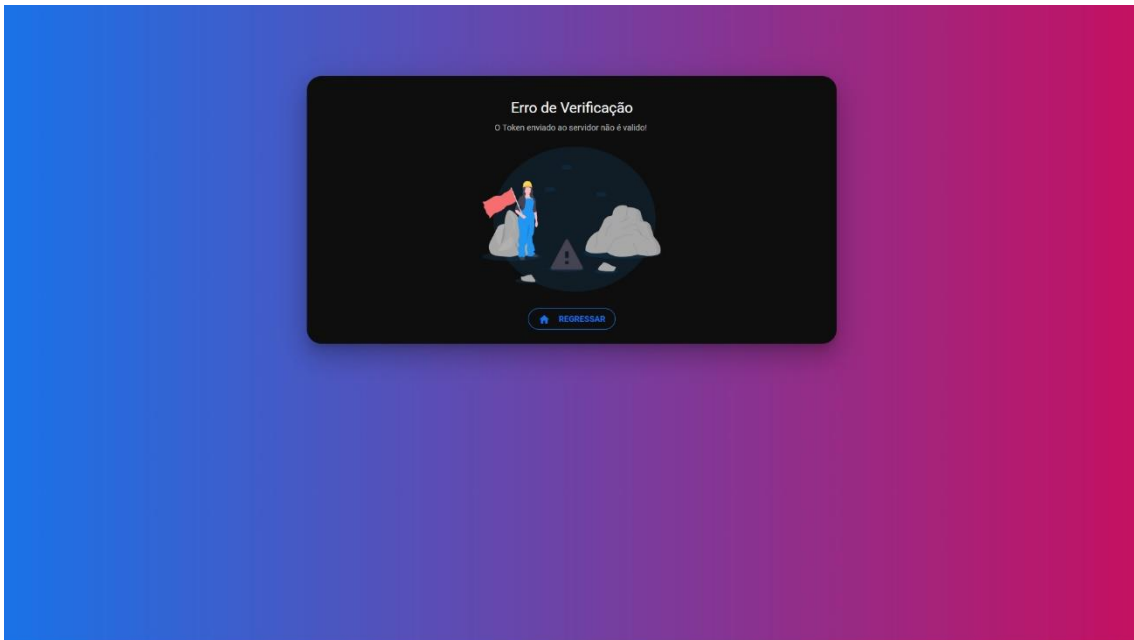 Erro de Verificação
O Token enviado ao servidor não é valido!
REGRESSAR